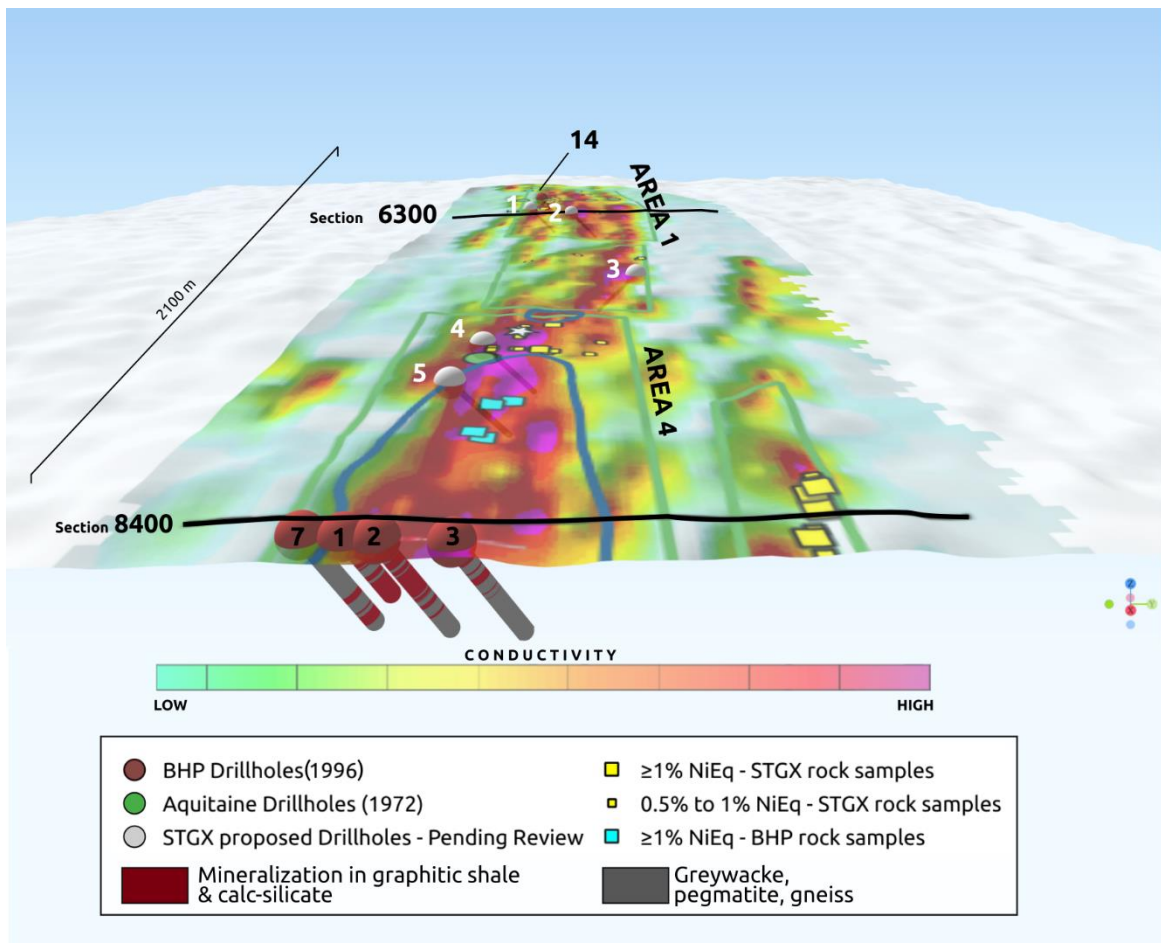 14
AREA 1
1
2
Section 6300
3
2100 m
4
5
AREA 4
Section 8400
7
1
2
3
Z
X
Y
CONDUCTIVITY
LOW
HIGH
BHP Drillholes(1996)
≥1% NiEq - STGX rock samples
Aquitaine Drillholes (1972)
0.5% to 1% NiEq - STGX rock samples
STGX proposed Drillholes - Pending Review
≥1% NiEq - BHP rock samples
Mineralization in graphitic shale
& calc-silicate
Greywacke,
pegmatite, gneiss